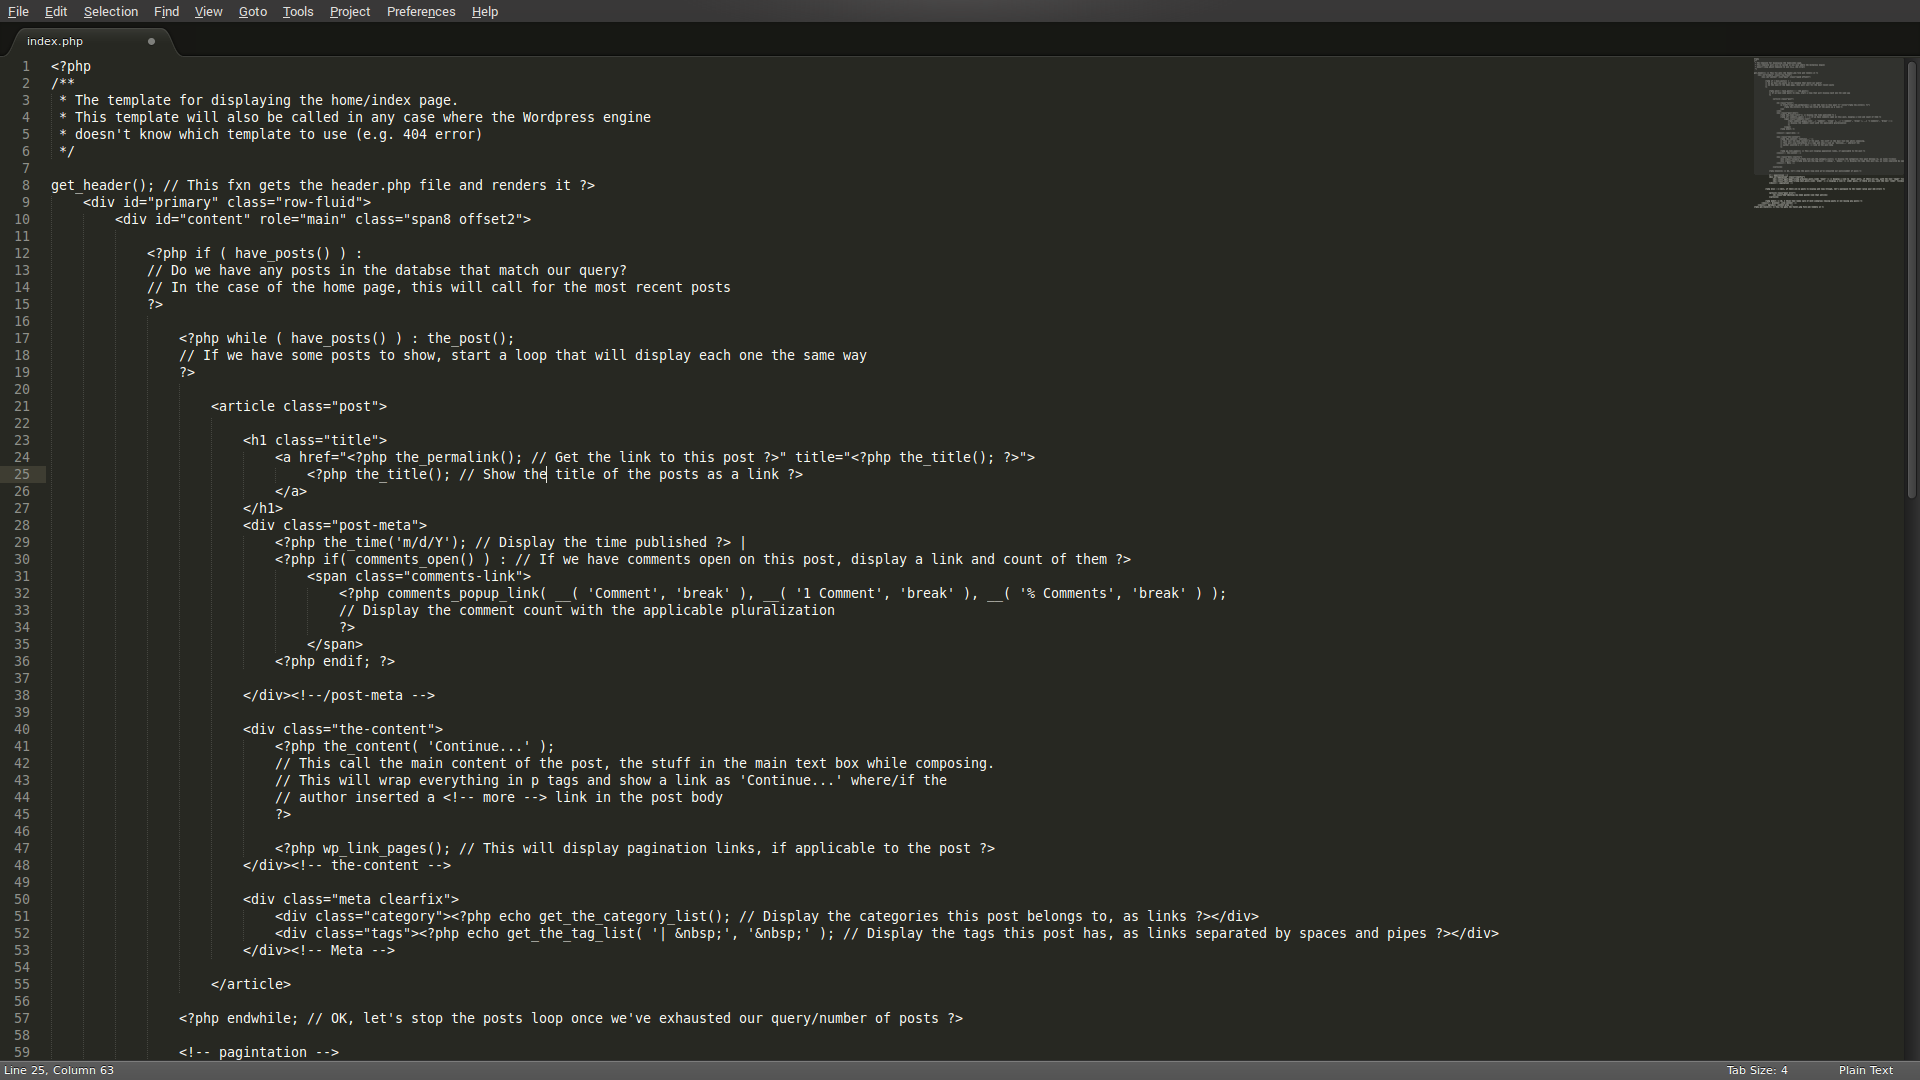 File Edit Selection Find View Goto Tools Project Preferences Help
index.php
1 <?php
2 /**
3  * The template for displaying the home/index page.
4  * This template will also be called in any case where the Wordpress engine
5  * doesn't know which template to use (e.g. 404 error)
6  */
7
8 get_header(); // This fxn gets the header.php file and renders it ?>
9     <div id="primary" class="row-fluid">
10         <div id="content" role="main" class="span8 offset2">
11
12             <?php if ( have_posts() ) :
13             // Do we have any posts in the databse that match our query?
14             // In the case of the home page, this will call for the most recent posts
15             ?>
16
17                 <?php while ( have_posts() ) : the_post();
18                 // If we have some posts to show, start a loop that will display each one the same way
19                 ?>
20
21                     <article class="post">
22
23                         <h1 class="title">
24                             <a href="<?php the_permalink(); // Get the link to this post ?>" title="<?php the_title(); ?>">
25                                 <?php the_title(); // Show the title of the posts as a link ?>
26                             </a>
27                         </h1>
28                         <div class="post-meta">
29                             <?php the_time('m/d/Y'); // Display the time published ?> |
30                             <?php if( comments_open() ) : // If we have comments open on this post, display a link and count of them ?>
31                                 <span class="comments-link">
32                                     <?php comments_popup_link( __( 'Comment', 'break' ), __( '1 Comment', 'break' ), __( '% Comments', 'break' ) );
33                                     // Display the comment count with the applicable pluralization
34                                     ?>
35                                 </span>
36                             <?php endif; ?>
37
38                         </div><!--/post-meta -->
39
40                         <div class="the-content">
41                             <?php the_content( 'Continue...' );
42                             // This call the main content of the post, the stuff in the main text box while composing.
43                             // This will wrap everything in p tags and show a link as 'Continue...' where/if the
44                             // author inserted a <!-- more --> link in the post body
45                             ?>
46
47                             <?php wp_link_pages(); // This will display pagination links, if applicable to the post ?>
48                         </div><!-- the-content -->
49
50                         <div class="meta clearfix">
51                             <div class="category"><?php echo get_the_category_list(); // Display the categories this post belongs to, as links ?></div>
52                             <div class="tags"><?php echo get_the_tag_list( '| &nbsp;', '&nbsp;' ); // Display the tags this post has, as links separated by spaces and pipes ?></div>
53                         </div><!-- Meta -->
54
55                     </article>
56
57                 <?php endwhile; // OK, let's stop the posts loop once we've exhausted our query/number of posts ?>
58
59                 <!-- pagintation -->
Line 25, Column 63 Tab Size: 4 Plain Text